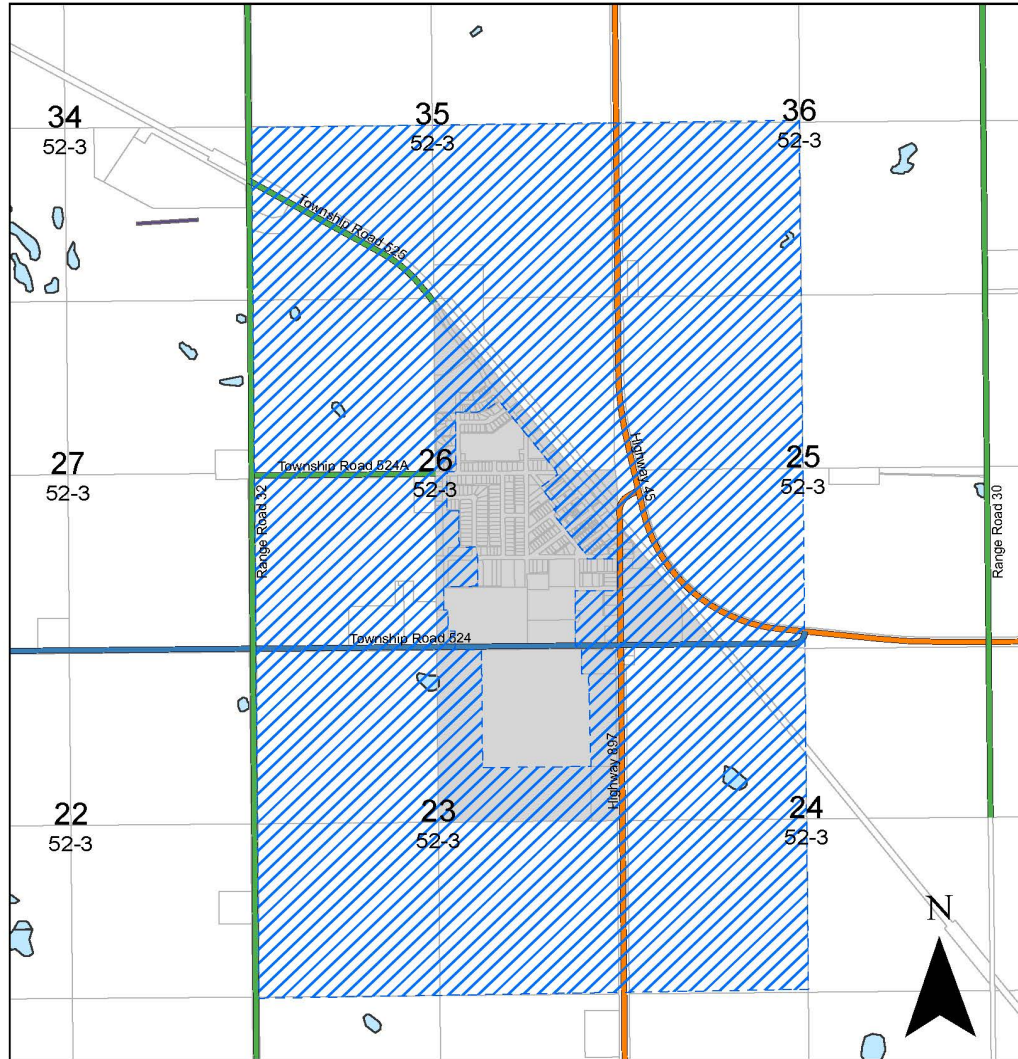 34
52-3
35
52-3
36
52-3
Township Road 525
27
52-3
Township Road 524A
26
52-3
Highway 45
25
52-3
Range Road 32
Range Road 30
Township Road 524
22
52-3
23
52-3
Highway 897
24
52-3
N